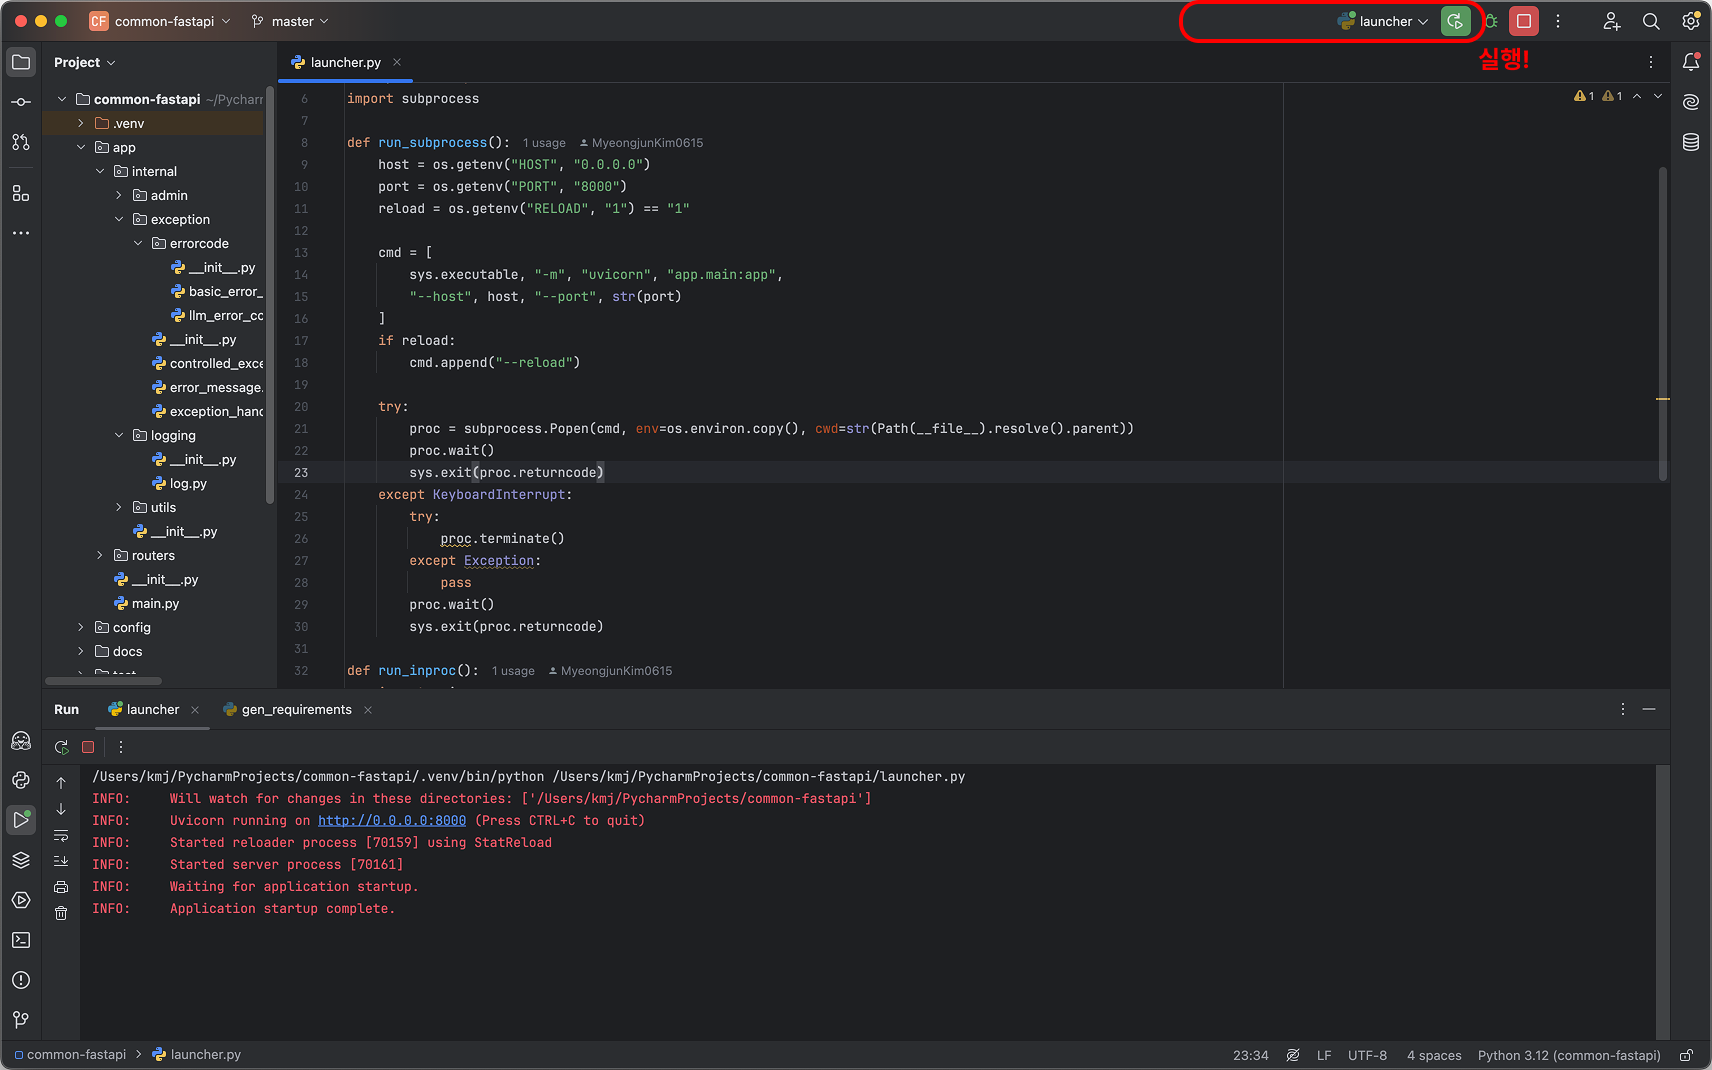 CF common-fastapi master launcher
실행!
Project
launcher.py
common-fastapi ~/Pycharm
.venv
app
internal
admin
exception
errorcode
__init__.py
basic_error_
llm_error_co
__init__.py
controlled_exce
error_message.
exception_hand
logging
__init__.py
log.py
utils
__init__.py
routers
__init__.py
main.py
config
docs
1 1
6 import subprocess
7
8 def run_subprocess(): 1 usage MyeongjunKim0615
9 host = os.getenv("HOST", "0.0.0.0")
10 port = os.getenv("PORT", "8000")
11 reload = os.getenv("RELOAD", "1") == "1"
12
13 cmd = [
14 sys.executable, "-m", "uvicorn", "app.main:app",
15 "--host", host, "--port", str(port)
16 ]
17 if reload:
18 cmd.append("--reload")
19
20 try:
21 proc = subprocess.Popen(cmd, env=os.environ.copy(), cwd=str(Path(__file__).resolve().parent))
22 proc.wait()
23 sys.exit(proc.returncode)
24 except KeyboardInterrupt:
25 try:
26 proc.terminate()
27 except Exception:
28 pass
29 proc.wait()
30 sys.exit(proc.returncode)
31
32 def run_inproc(): 1 usage MyeongjunKim0615
Run launcher gen_requirements
/Users/kmj/PycharmProjects/common-fastapi/.venv/bin/python /Users/kmj/PycharmProjects/common-fastapi/launcher.py
INFO: Will watch for changes in these directories: ['/Users/kmj/PycharmProjects/common-fastapi']
INFO: Uvicorn running on http://0.0.0.0:8000 (Press CTRL+C to quit)
INFO: Started reloader process [70159] using StatReload
INFO: Started server process [70161]
INFO: Waiting for application startup.
INFO: Application startup complete.
common-fastapi > launcher.py
23:34 LF UTF-8 4 spaces Python 3.12 (common-fastapi)